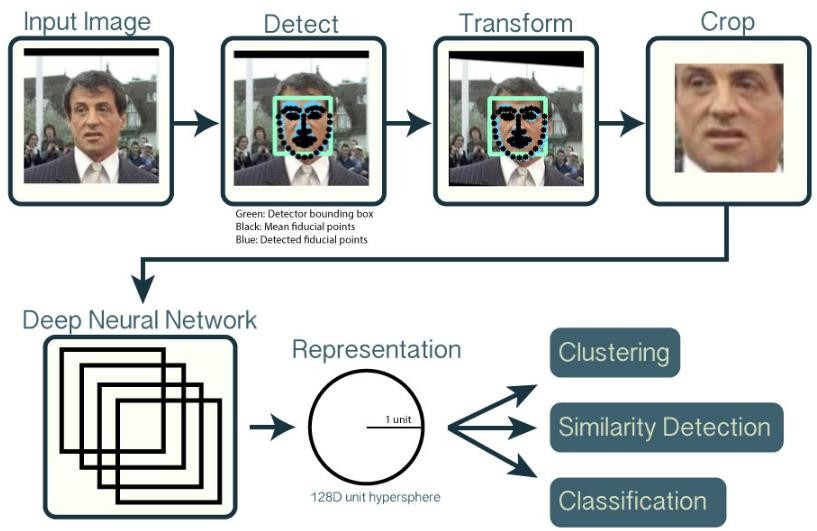 Input Image
Detect
Transform
Crop
Green: Detector bounding box
Black: Mean fiducial points
Blue: Detected fiducial points
Deep Neural Network
Representation
1 unit
128D unit hypersphere
Clustering
Similarity Detection
Classification